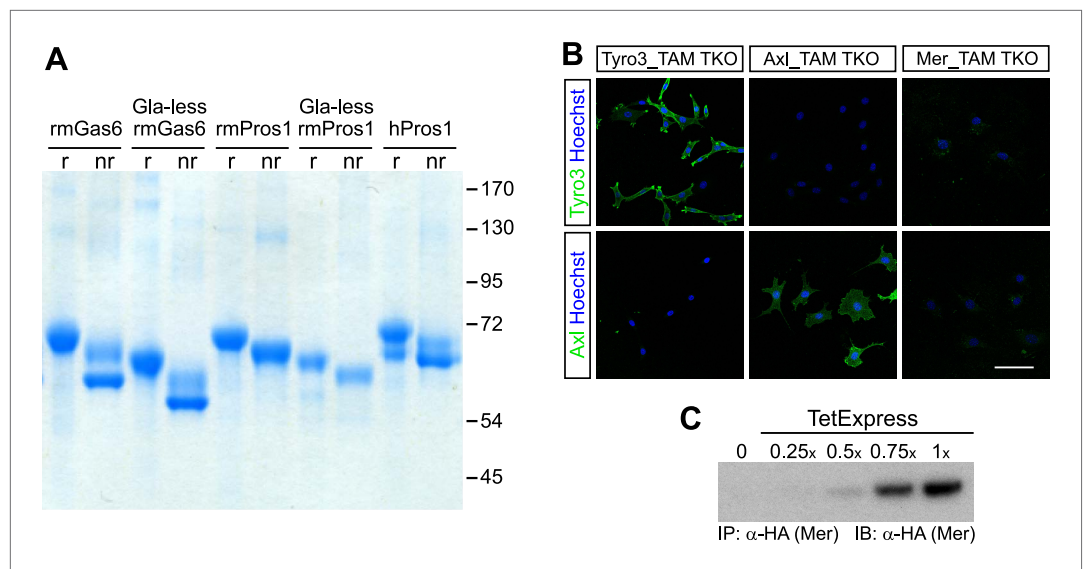 A
rmGas6
Gla-less
rmGas6
rmPros1
Gla-less
rmPros1
hPros1
r nr r nr r nr r nr r nr
170
130
95
72
54
45
B
Tyro3_TAM TKO
Axl_TAM TKO
Mer_TAM TKO
Tyro3 Hoechst
Axl Hoechst
C
TetExpress
0 0.25x 0.5x 0.75x 1x
IP: α-HA (Mer) IB: α-HA (Mer)